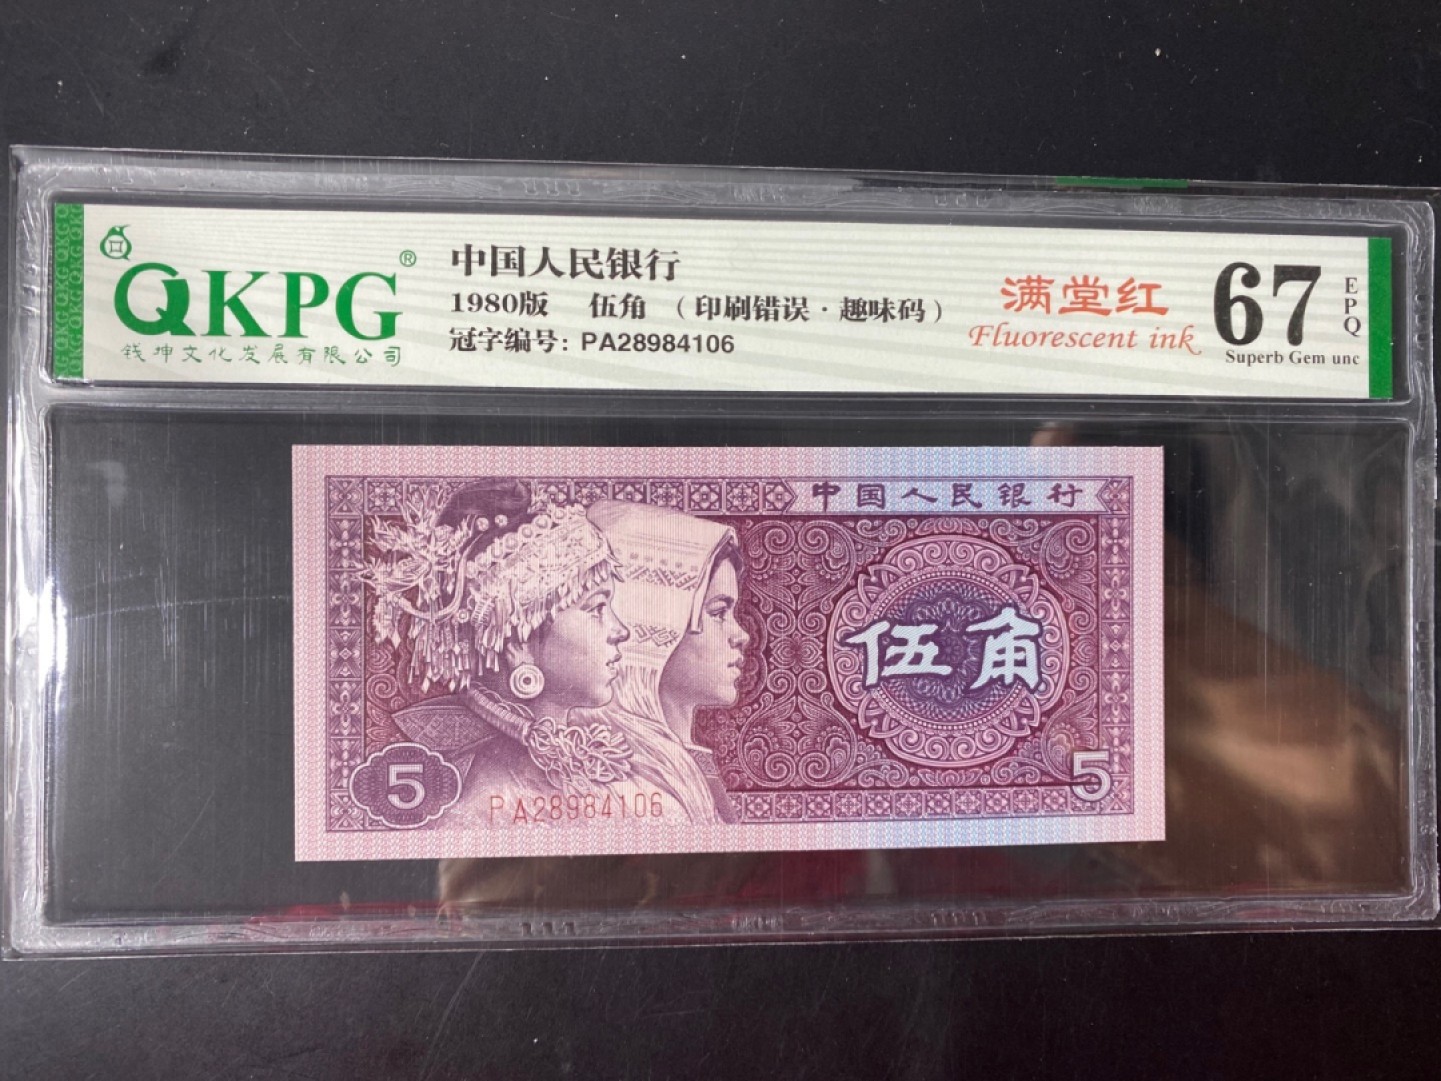 QKPG®
钱坤文化发展有限公司
中国人民银行
1980版 伍角 (印刷错误·趣味码)
冠字编号: PA28984106
满堂红
Fluorescent ink
67
EPQ
Superb Gem unc
中国人民银行
伍角
5
PA28984106
5